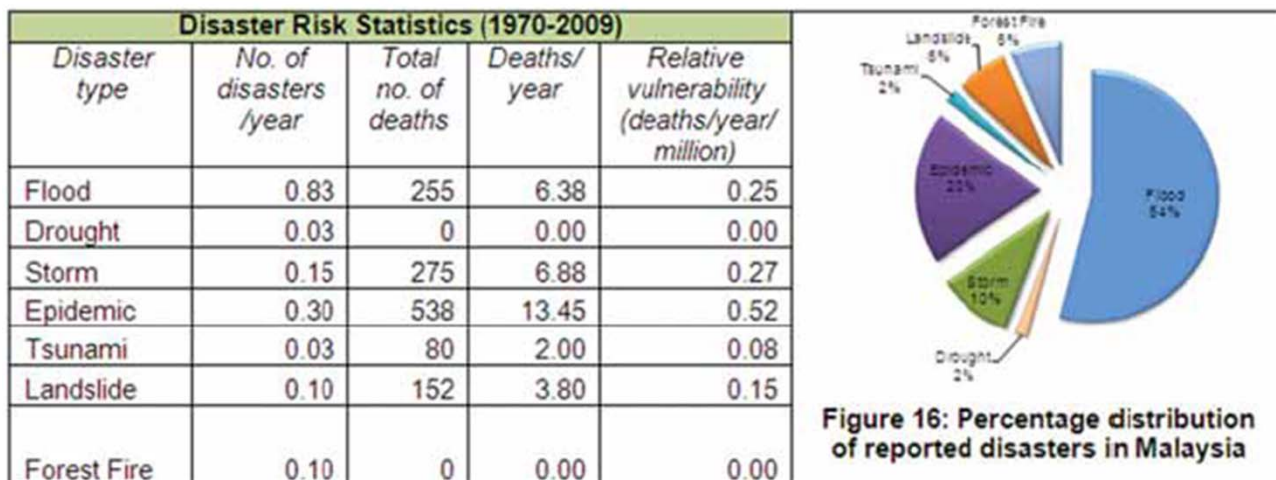 Disaster Risk Statistics (1970-2009)
Disaster type No. of disasters /year Total no. of deaths Deaths/ year Relative vulnerability (deaths/year/ million)
Flood 0.83 255 6.38 0.25
Drought 0.03 0 0.00 0.00
Storm 0.15 275 6.88 0.27
Epidemic 0.30 538 13.45 0.52
Tsunami 0.03 80 2.00 0.08
Landslide 0.10 152 3.80 0.15
Forest Fire 0.10 0 0.00 0.00
Forest Fire
Landslide
Tsunami
2%
Epidemic
Flood
54%
Storm
10%
Drought
2%
Figure 16: Percentage distribution
of reported disasters in Malaysia